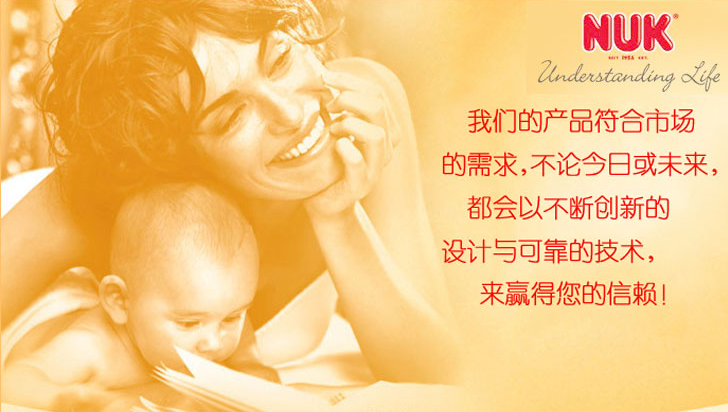 NUK
Understanding Life
我们的产品符合市场
的需求,不论今日或未来,
都会以不断创新的
设计与可靠的技术,
来赢得您的信赖!